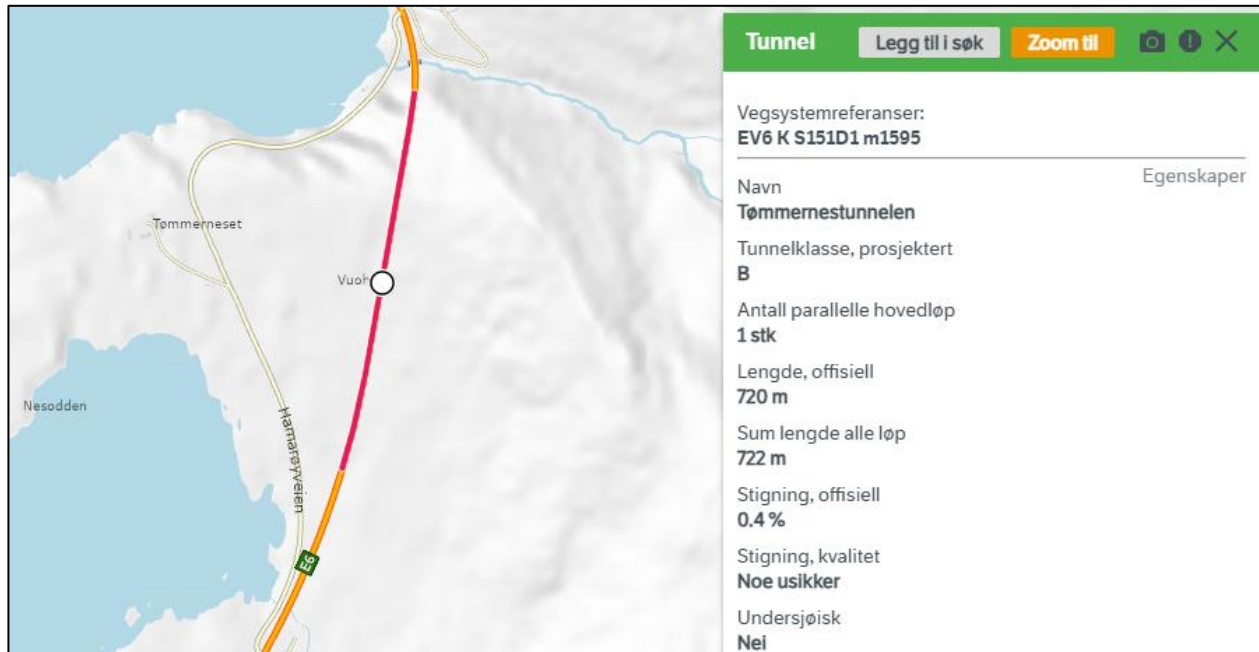 Tunnel
Legg til i søk
Zoom til
Vegsystemreferanser:
EV6 K S151D1 m1595
Egenskaper
Navn
Tømmernestunnelen
Tunnelklasse, prosjektert
B
Antall parallelle hovedløp
1 stk
Lengde, offisiell
720 m
Sum lengde alle løp
722 m
Stigning, offisiell
0.4 %
Stigning, kvalitet
Noe usikker
Undersjøisk
Nei
Tømmerneset
Nesodden
Hamarøyveien
E6